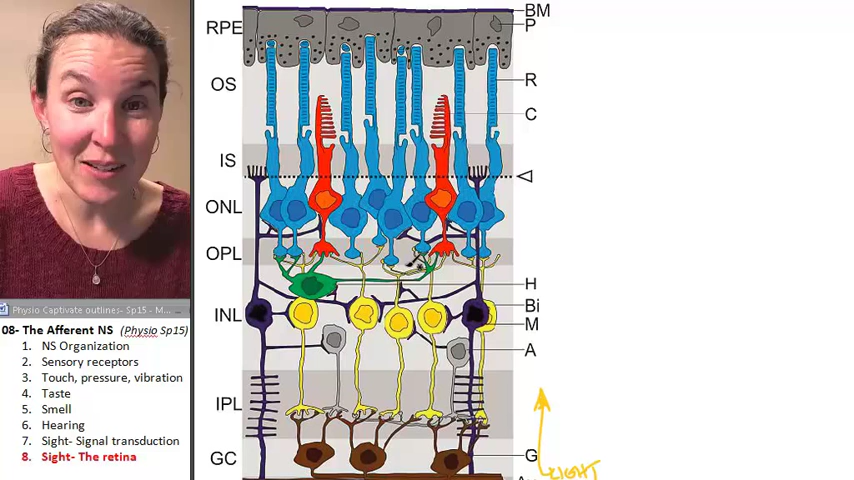 RPE
OS
IS
ONL
OPL
INL
IPL
GC
BM
P
R
C
H
Bi
M
A
G
LIGHT
Physio Captivate outlines- Sp15 - M...
08- The Afferent NS (Physio Sp15)
1. NS Organization
2. Sensory receptors
3. Touch, pressure, vibration
4. Taste
5. Smell
6. Hearing
7. Sight- Signal transduction
8. Sight- The retina